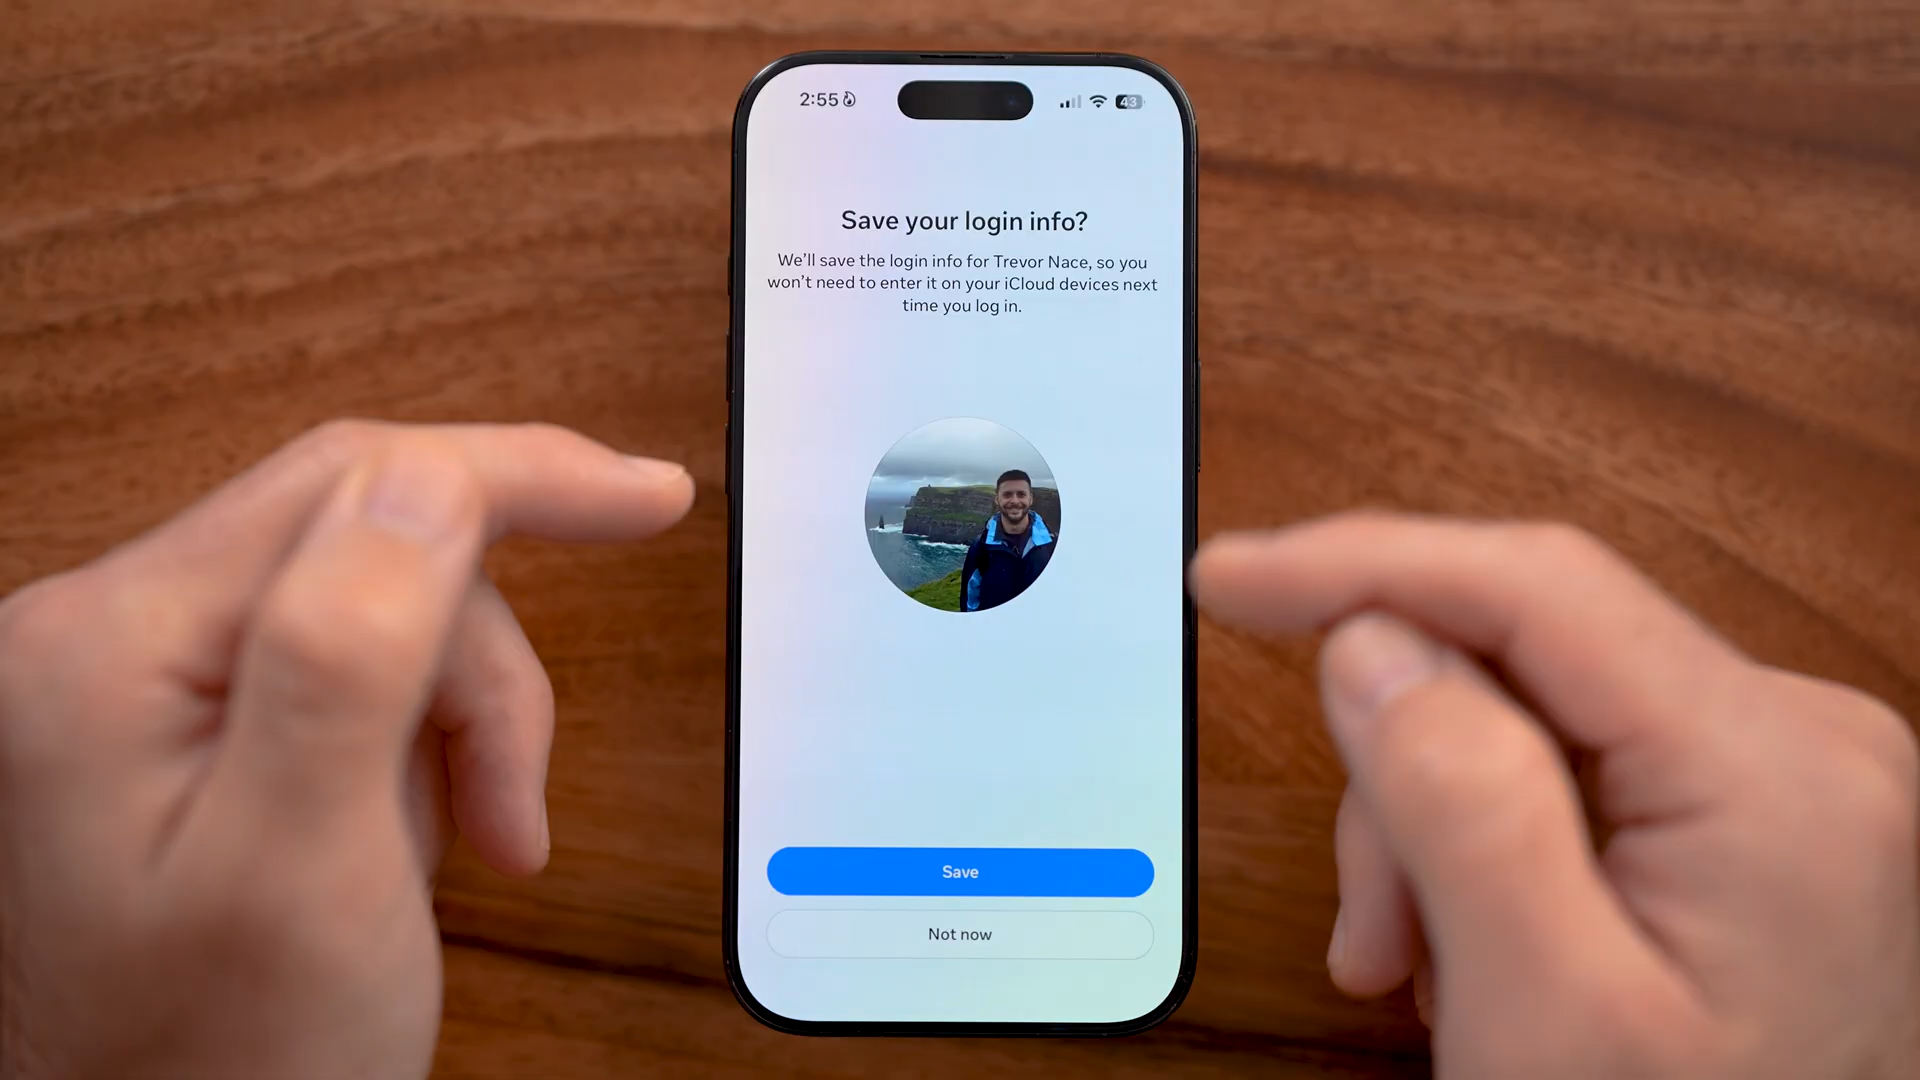 2:55
43
Save your login info?
We’ll save the login info for Trevor Nace, so you
won’t need to enter it on your iCloud devices next
time you log in.
Save
Not now